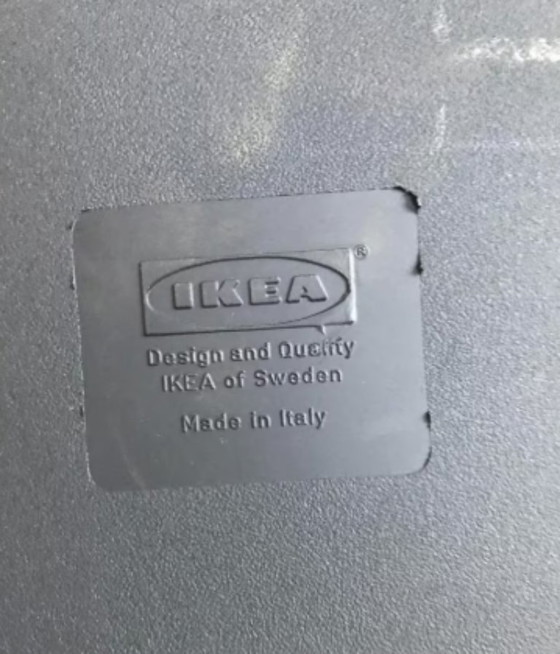 IKEA®
Design and Quality
IKEA of Sweden
Made in Italy